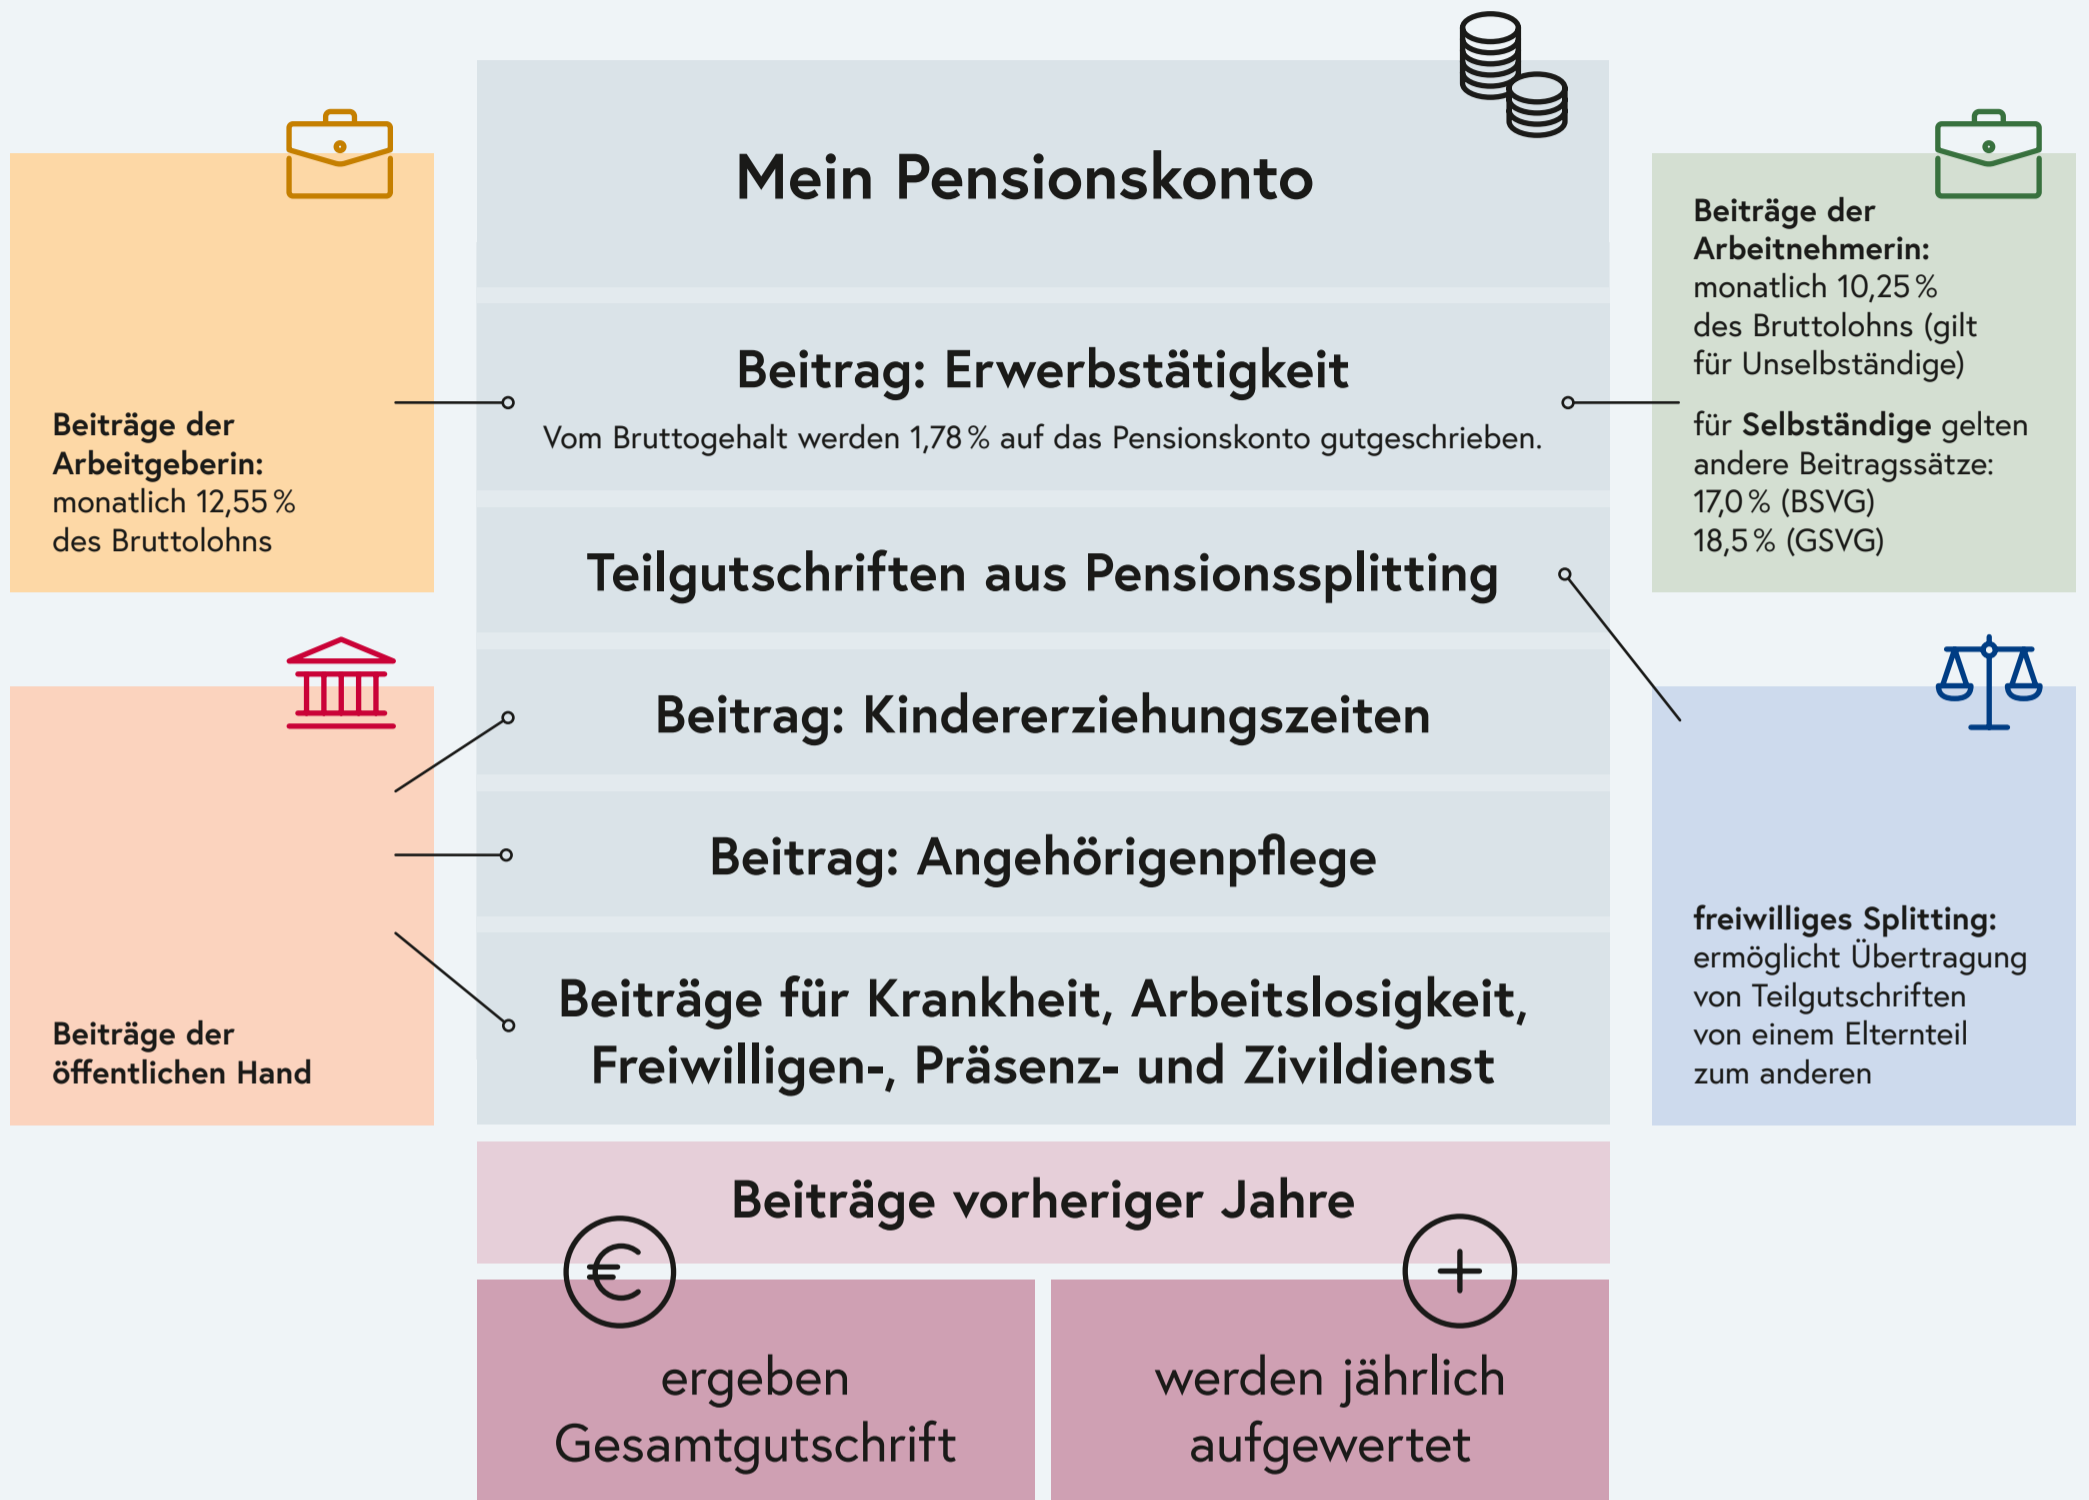 Mein Pensionskonto
Beiträge der
Arbeitgeberin:
monatlich 12,55 %
des Bruttolohns
Beitrag: Erwerbstätigkeit
Vom Bruttogehalt werden 1,78 % auf das Pensionskonto gutgeschrieben.
Beiträge der
Arbeitnehmerin:
monatlich 10,25 %
des Bruttolohns (gilt
für Unselbständige)
für Selbständige gelten
andere Beitragssätze:
17,0 % (BSVG)
18,5 % (GSVG)
Teilgutschriften aus Pensionssplitting
Beitrag: Kindererziehungszeiten
Beitrag: Angehörigenpflege
Beiträge für Krankheit, Arbeitslosigkeit,
Freiwilligen-, Präsenz- und Zivildienst
Beiträge der
öffentlichen Hand
freiwilliges Splitting:
ermöglicht Übertragung
von Teilgutschriften
von einem Elternteil
zum anderen
Beiträge vorheriger Jahre
€
+
ergeben
Gesamtgutschrift
werden jährlich
aufgewertet